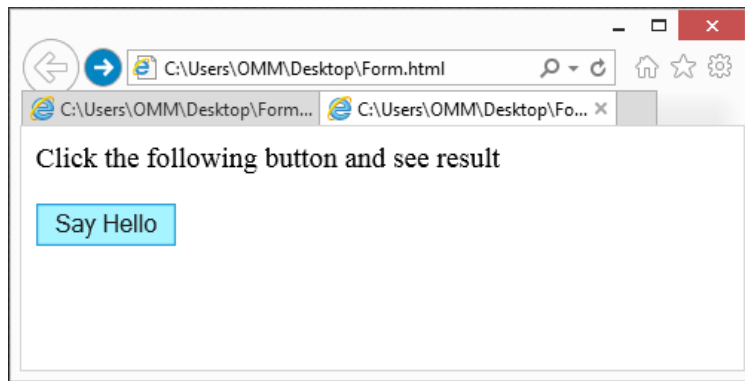 C:\Users\OMM\Desktop\Form.html
C:\Users\OMM\Desktop\Form... C:\Users\OMM\Desktop\Fo...
Click the following button and see result
Say Hello